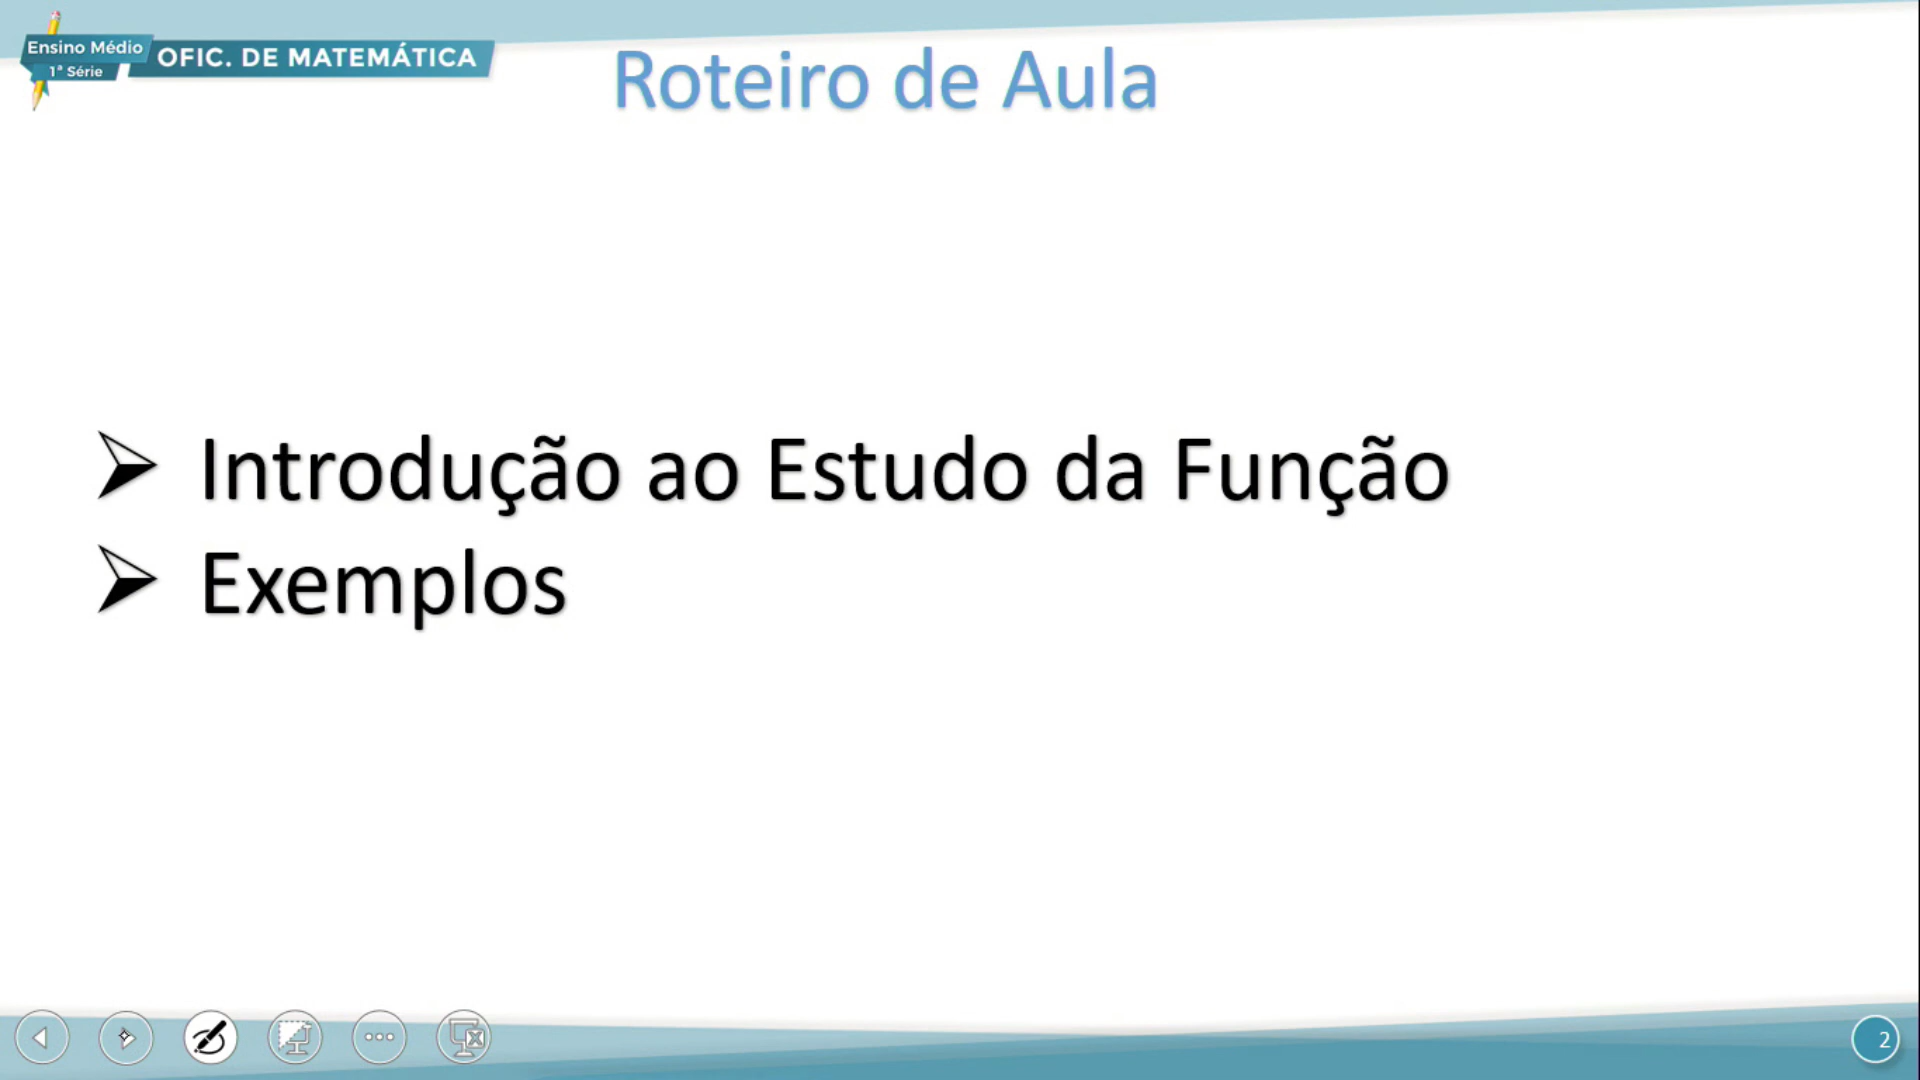 Ensino Médio
1ª Série
OFIC. DE MATEMÁTICA
Roteiro de Aula
Introdução ao Estudo da Função
Exemplos
2